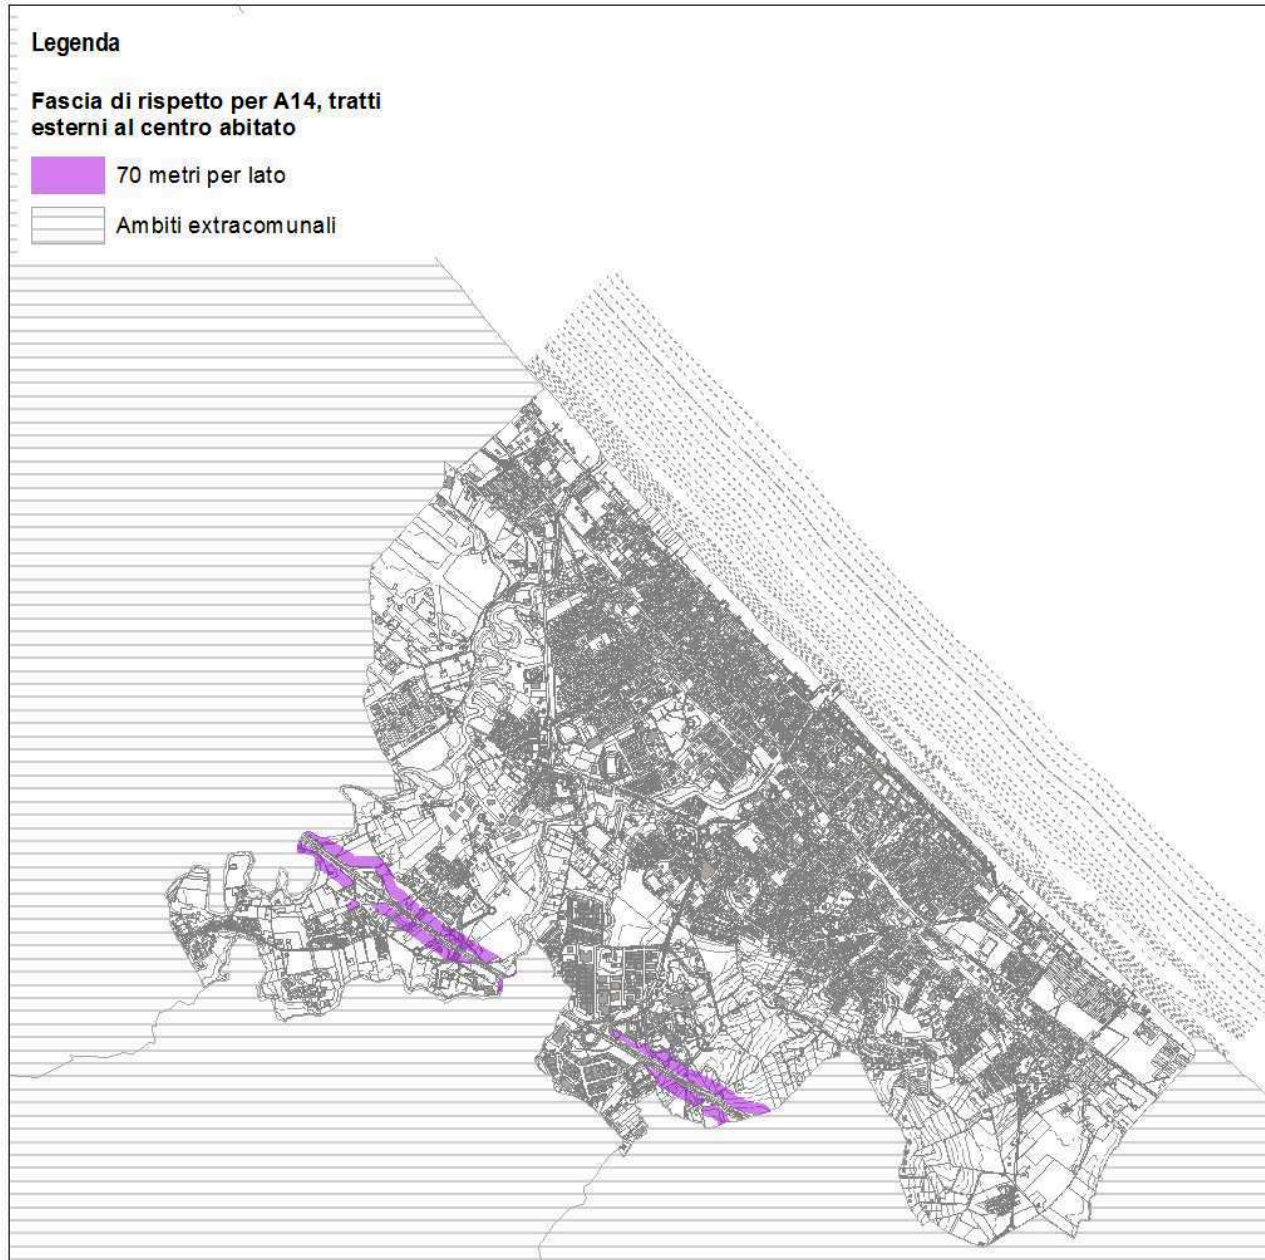 Legenda
Fascia di rispetto per A14, tratti
esterni al centro abitato
70 metri per lato
Ambiti extracomunali